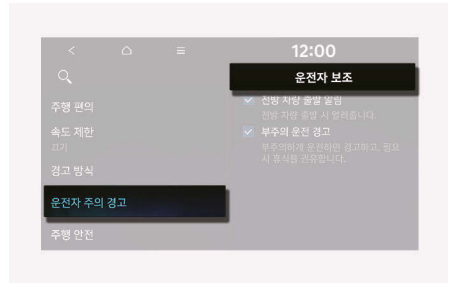 12:00
운전자 보조
주행 편의
속도 제한
끄기
경고 방식
운전자 주의 경고
주행 안전
전방 차량 출발 알림
전방 차량 출발 시 알려줍니다.
부주의 운전 경고
부주의하게 운전하면 경고하고, 필요
시 휴식을 권유합니다.